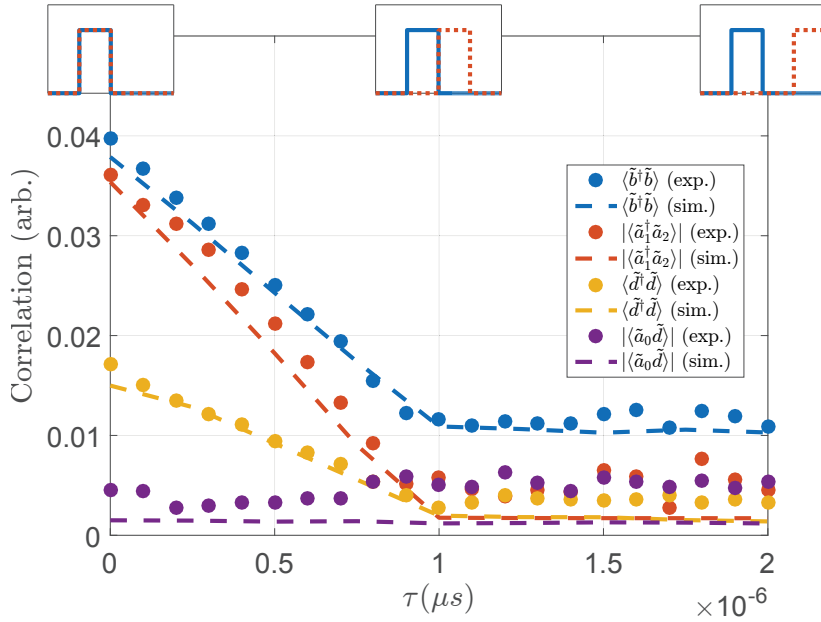 Correlation (arb.)
0.04
0.03
0.02
0.01
0
⟨b̃†b̃⟩ (exp.)
⟨b̃†b̃⟩ (sim.)
|⟨ã₁†ã₂⟩| (exp.)
|⟨ã₁†ã₂⟩| (sim.)
⟨d̃†d̃⟩ (exp.)
⟨d̃†d̃⟩ (sim.)
|⟨ã₀d̃⟩| (exp.)
|⟨ã₀d̃⟩| (sim.)
0 0.5 1 1.5 2
τ(μs)
×10⁻⁶